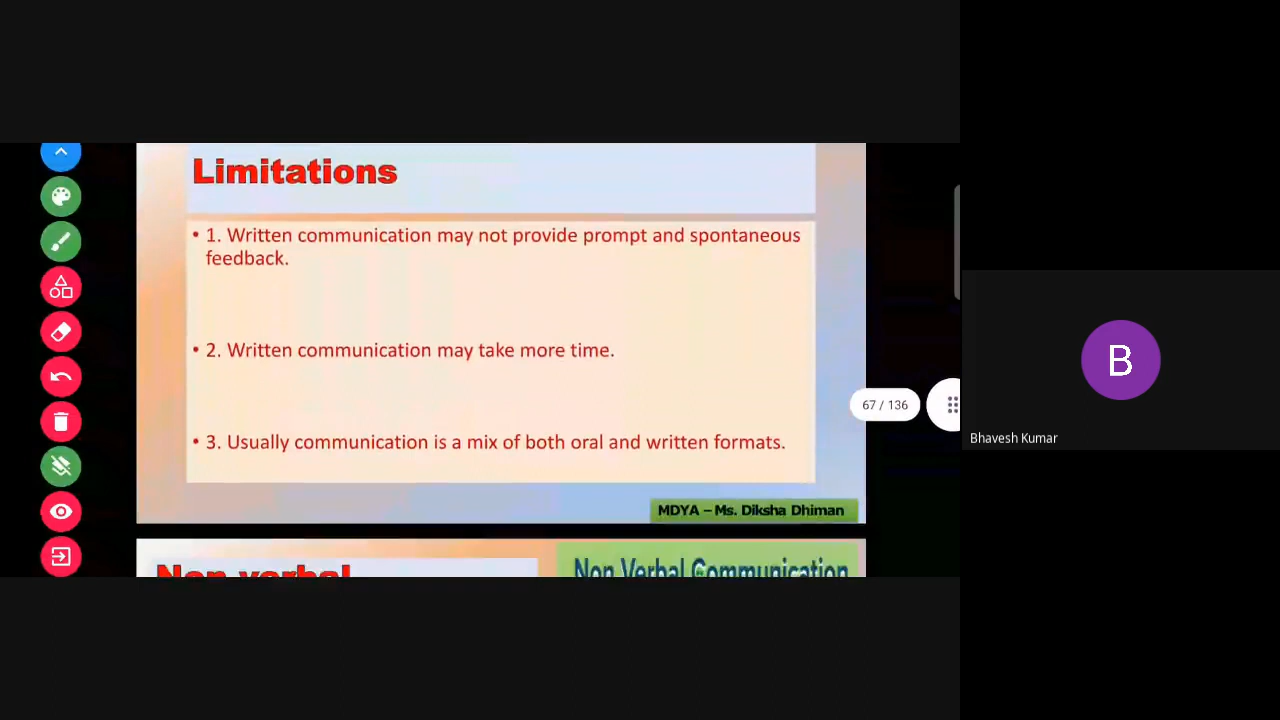 Limitations
• 1. Written communication may not provide prompt and spontaneous
feedback.
• 2. Written communication may take more time.
67 / 136
• 3. Usually communication is a mix of both oral and written formats.
MDYA – Ms. Diksha Dhiman
Non verbal
Non Verbal Communication
B
Bhavesh Kumar